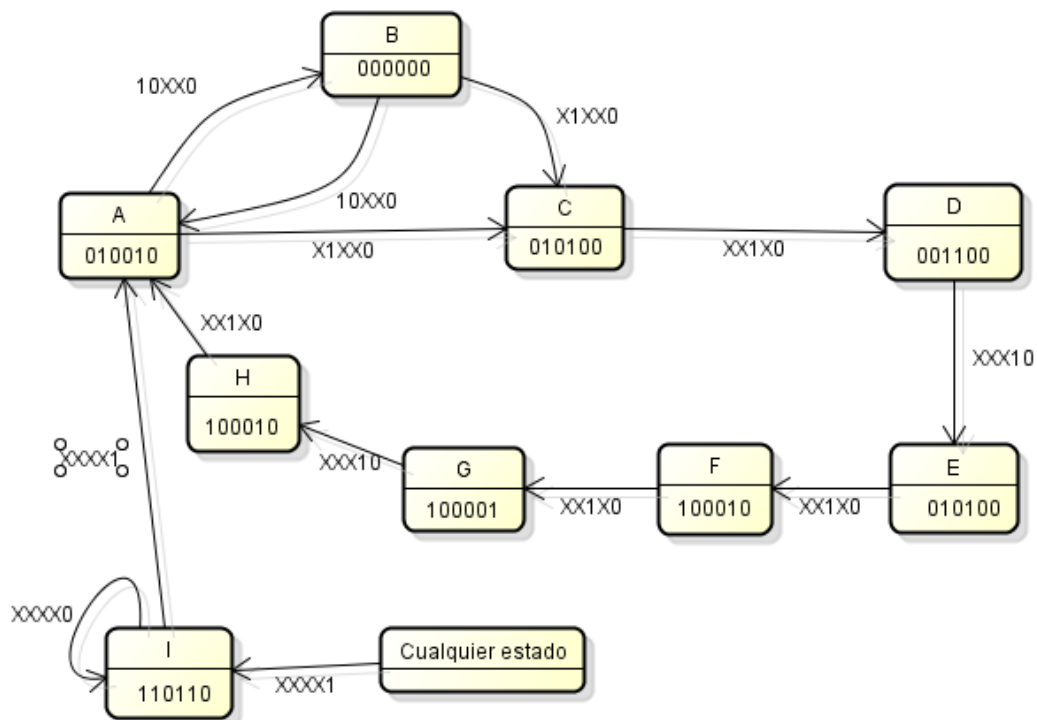 B
000000
10XX0
X1XX0
10XX0
A
010010
C
010100
D
001100
X1XX0
XX1X0
XX1X0
XXX10
H
100010
XXXX1
XXX10
G
100001
XX1X0
F
100010
XX1X0
E
010100
XXXX0
I
110110
XXXX1
Cualquier estado